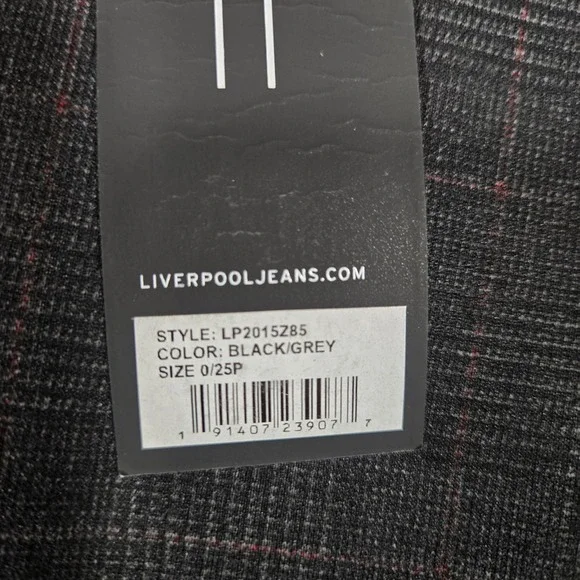 LIVERPOOLJEANS.COM
STYLE: LP2015Z85
COLOR: BLACK/GREY
SIZE 0/25P
1 91407 23907 7